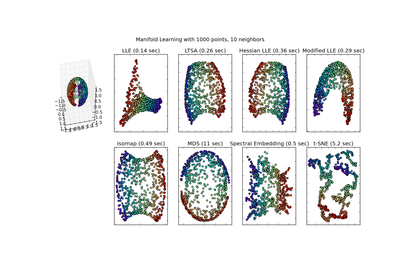 Manifold Learning with 1000 points, 10 neighbors
LLE (0.14 sec)
LTSA (0.26 sec)
Hessian LLE (0.36 sec)
Modified LLE (0.29 sec)
Isomap (0.49 sec)
MDS (11 sec)
Spectral Embedding (0.5 sec)
t-SNE (5.2 sec)